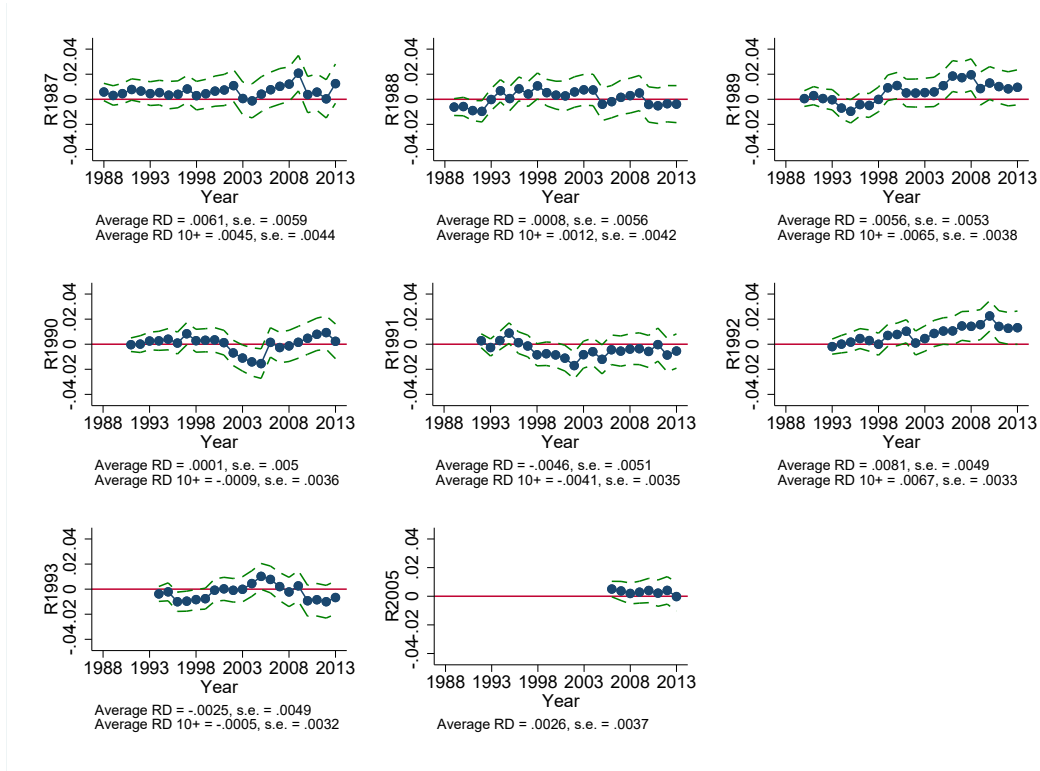 R1987
-.04-.02 0 .02 .04
1988 1993 1998 2003 2008 2013
Year
Average RD = .0061, s.e. = .0059
Average RD 10+ = .0045, s.e. = .0044
R1988
-.04-.02 0 .02 .04
1988 1993 1998 2003 2008 2013
Year
Average RD = .0008, s.e. = .0056
Average RD 10+ = .0012, s.e. = .0042
R1989
-.04-.02 0 .02 .04
1988 1993 1998 2003 2008 2013
Year
Average RD = .0056, s.e. = .0053
Average RD 10+ = .0065, s.e. = .0038
R1990
-.04-.02 0 .02 .04
1988 1993 1998 2003 2008 2013
Year
Average RD = .0001, s.e. = .005
Average RD 10+ = -.0009, s.e. = .0036
R1991
-.04-.02 0 .02 .04
1988 1993 1998 2003 2008 2013
Year
Average RD = -.0046, s.e. = .0051
Average RD 10+ = -.0041, s.e. = .0035
R1992
-.04-.02 0 .02 .04
1988 1993 1998 2003 2008 2013
Year
Average RD = .0081, s.e. = .0049
Average RD 10+ = .0067, s.e. = .0033
R1993
-.04-.02 0 .02 .04
1988 1993 1998 2003 2008 2013
Year
Average RD = -.0025, s.e. = .0049
Average RD 10+ = -.0005, s.e. = .0032
R2005
-.04-.02 0 .02 .04
1988 1993 1998 2003 2008 2013
Year
Average RD = .0026, s.e. = .0037